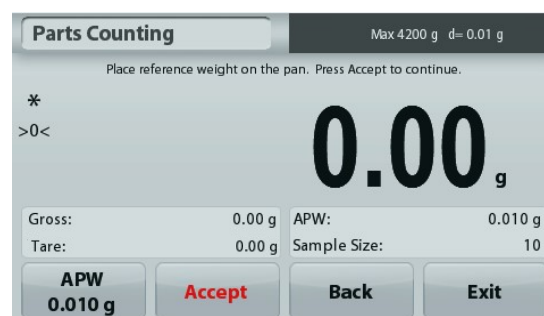 Parts Counting Max 4200 g d= 0.01 g
Place reference weight on the pan. Press Accept to continue.
*
>0<
0.00 g
Gross: 0.00 g APW: 0.010 g
Tare: 0.00 g Sample Size: 10
APW
0.010 g
Accept
Back
Exit